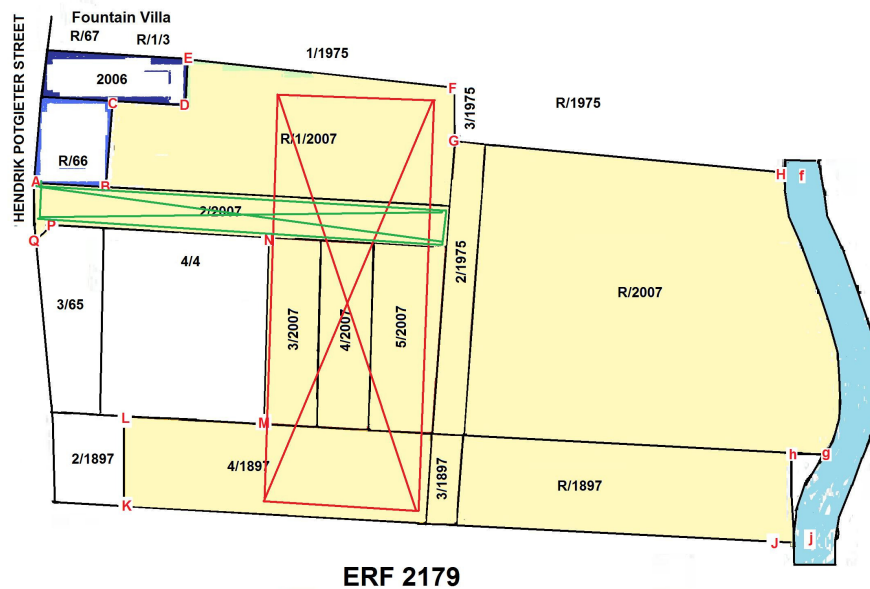 Fountain Villa
R/67
R/1/3
E
1/1975
2006
F
C
D
3/1975
R/1975
R/1/2007
G
HENDRIK POTGIETER STREET
R/66
H
f
A
B
2/2007
P
Q
N
4/4
2/1975
3/65
R/2007
3/2007
4/2007
5/2007
L
M
h
g
2/1897
4/1897
3/1897
R/1897
K
J
j
ERF 2179